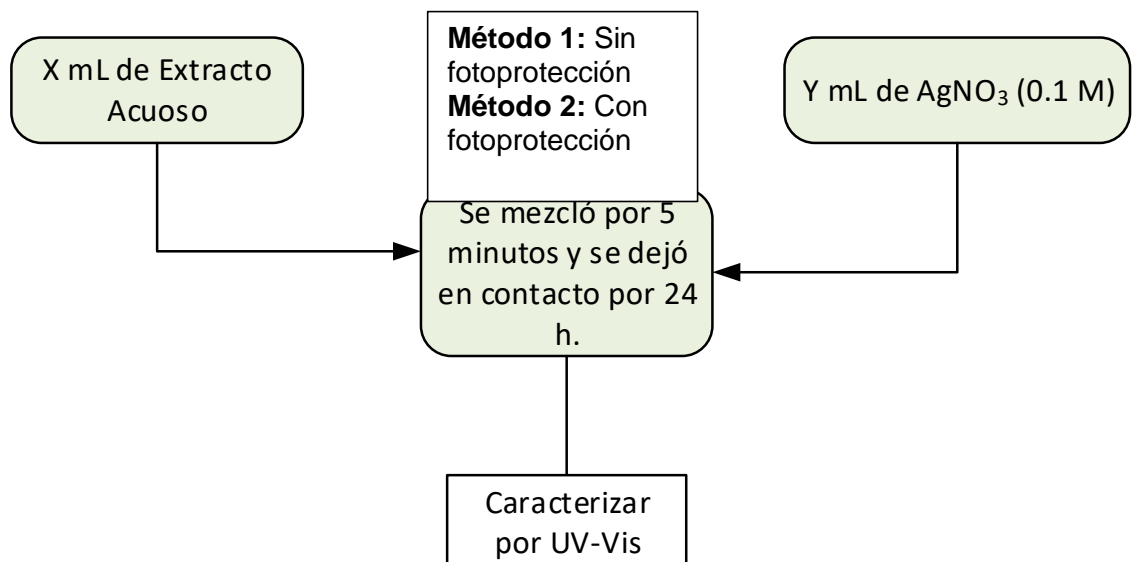 X mL de Extracto
Acuoso
Método 1: Sin
fotoprotección
Método 2: Con
fotoprotección
Y mL de AgNO₃ (0.1 M)
Se mezcló por 5
minutos y se dejó
en contacto por 24
h.
Caracterizar
por UV-Vis